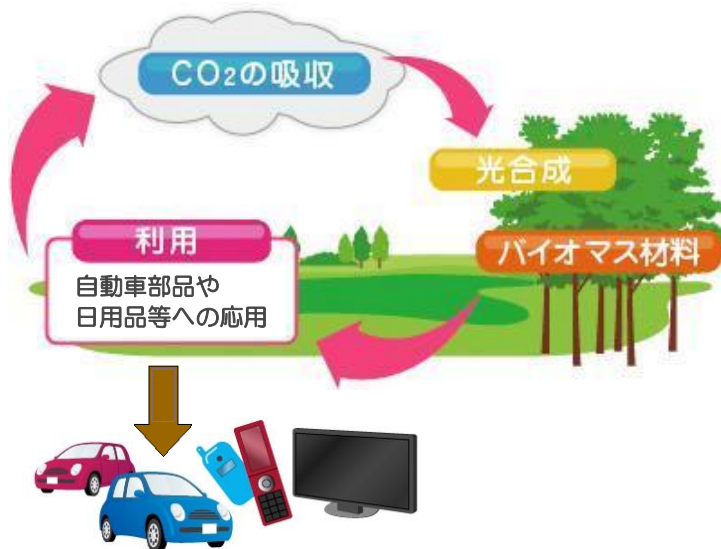 CO2の吸収
光合成
バイオマス材料
利用
自動車部品や
日用品等への応用